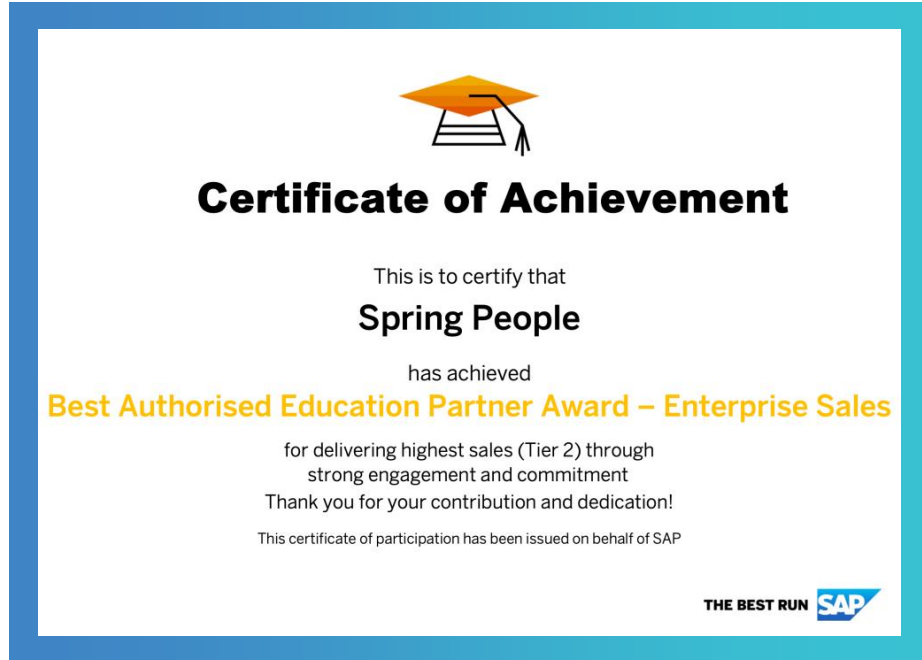 Certificate of Achievement
This is to certify that
Spring People
has achieved
Best Authorised Education Partner Award – Enterprise Sales
for delivering highest sales (Tier 2) through
strong engagement and commitment
Thank you for your contribution and dedication!
This certificate of participation has been issued on behalf of SAP
THE BEST RUN SAP